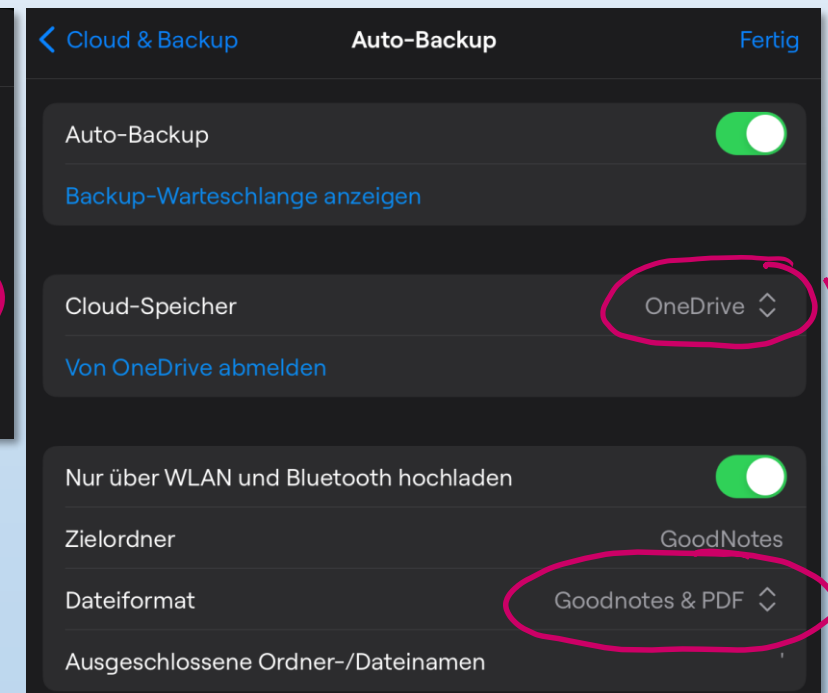 Cloud & Backup Auto-Backup Fertig
Auto-Backup
Backup-Warteschlange anzeigen
Cloud-Speicher OneDrive
Von OneDrive abmelden
Nur über WLAN und Bluetooth hochladen
Zielordner GoodNotes
Dateiformat Goodnotes & PDF
Ausgeschlossene Ordner-/Dateinamen '